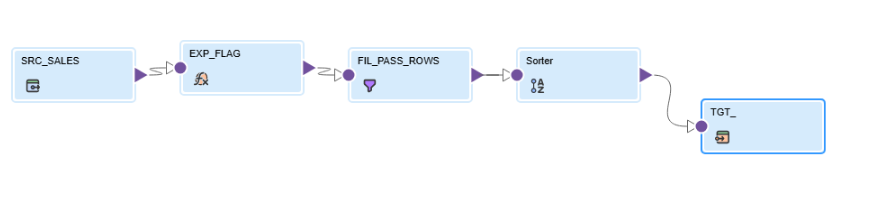 SRC_SALES
EXP_FLAG
FIL_PASS_ROWS
Sorter
TGT_